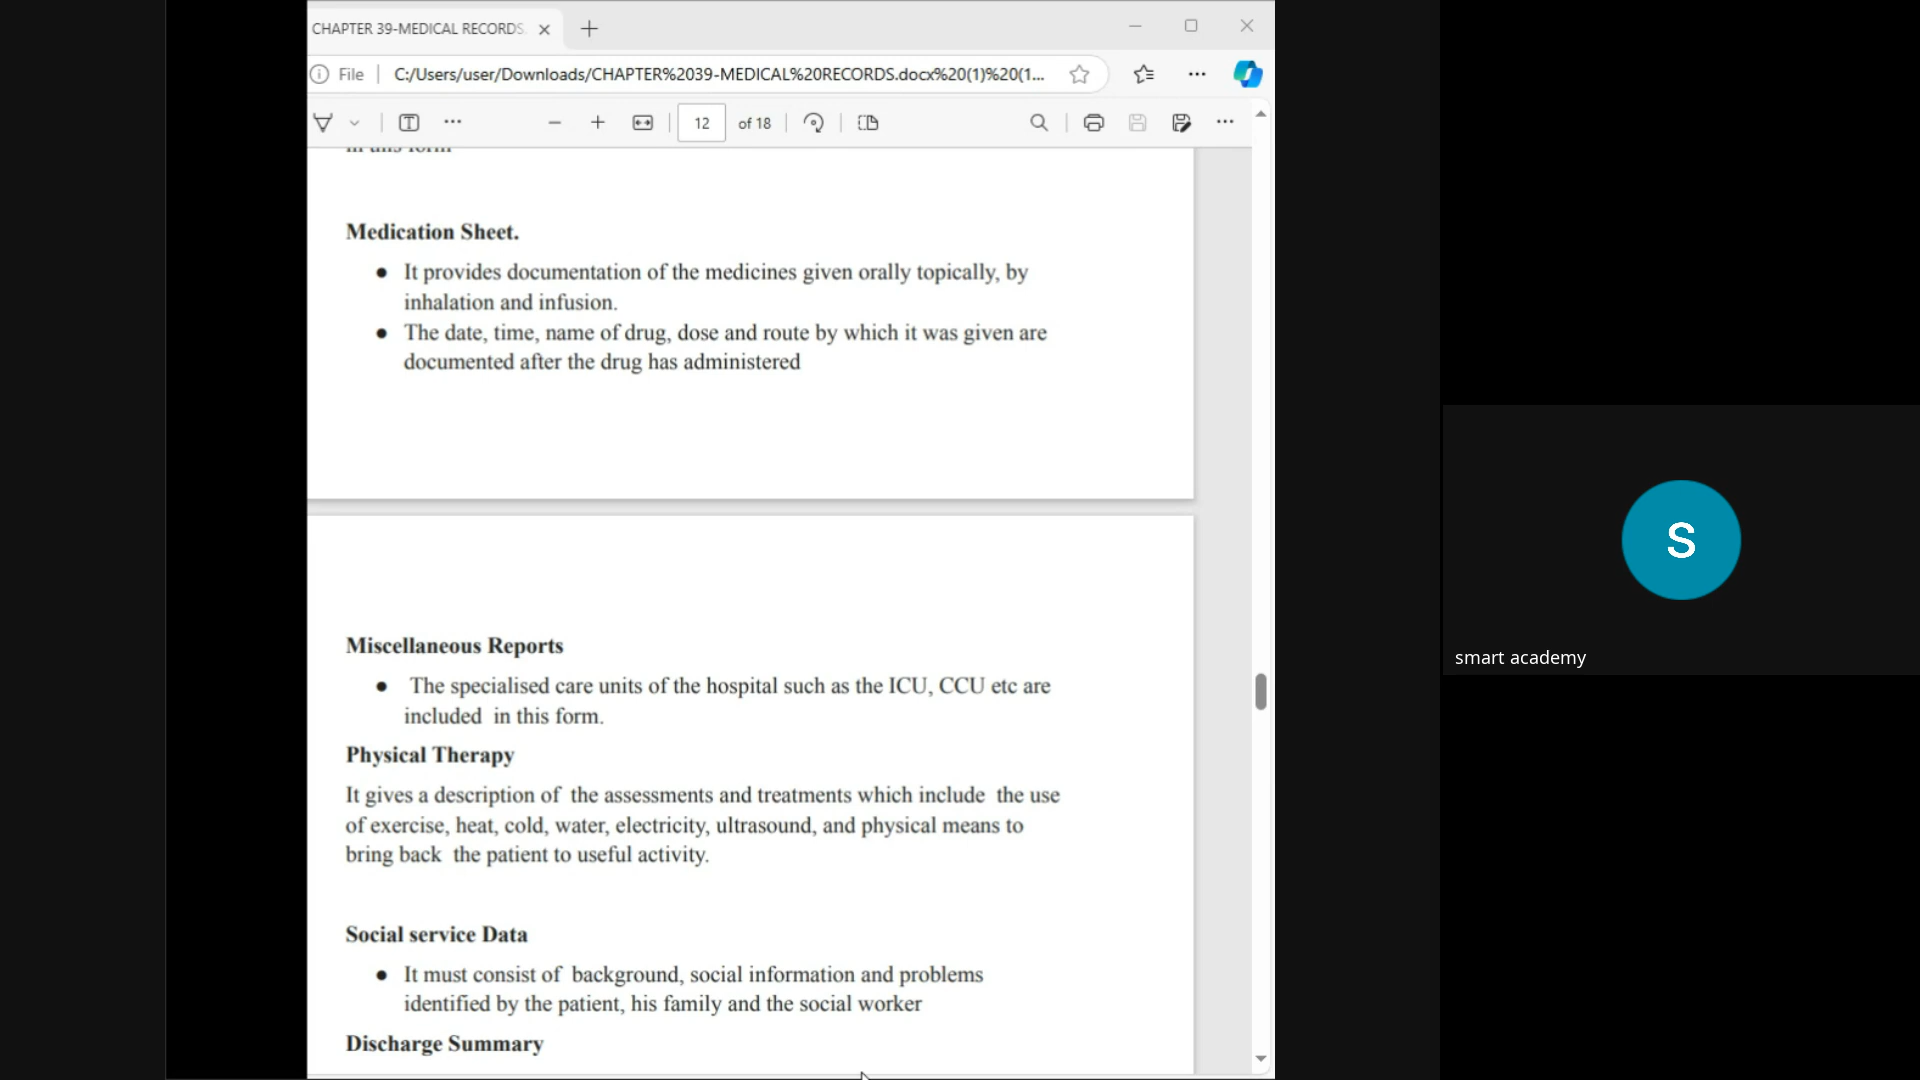 CHAPTER 39-MEDICAL RECORDS
File
C:/Users/user/Downloads/CHAPTER%2039-MEDICAL%20RECORDS.docx%20(1)%20(1...
12 of 18
in this form
Medication Sheet.
● It provides documentation of the medicines given orally topically, by
inhalation and infusion.
● The date, time, name of drug, dose and route by which it was given are
documented after the drug has administered
Miscellaneous Reports
● The specialised care units of the hospital such as the ICU, CCU etc are
included in this form.
Physical Therapy
It gives a description of the assessments and treatments which include the use
of exercise, heat, cold, water, electricity, ultrasound, and physical means to
bring back the patient to useful activity.
Social service Data
● It must consist of background, social information and problems
identified by the patient, his family and the social worker
Discharge Summary
S
smart academy